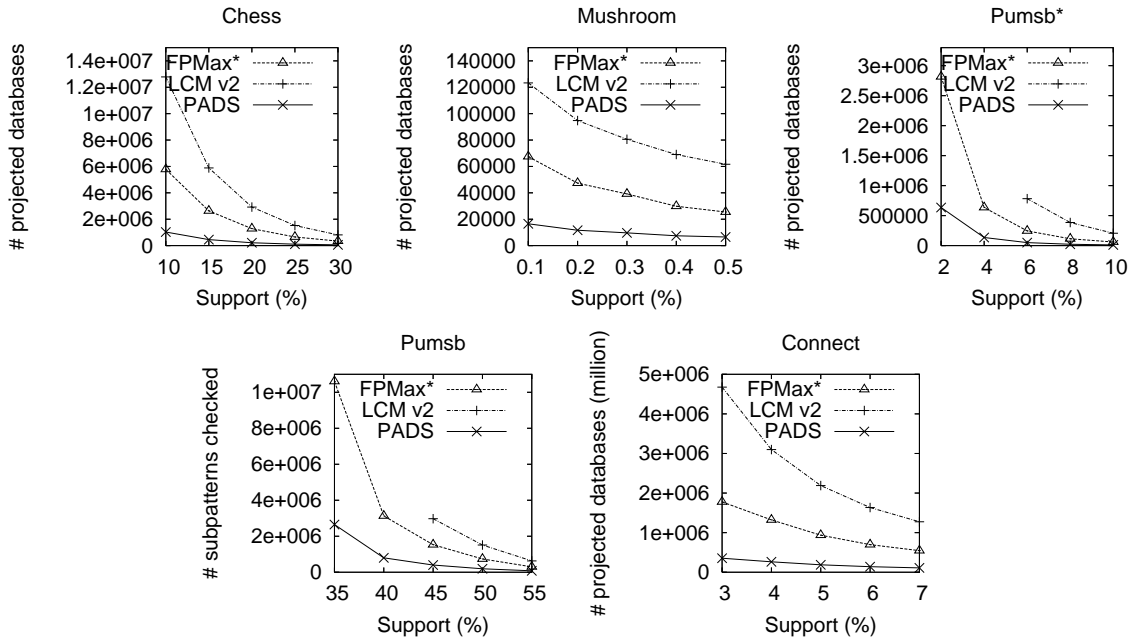 Chess
# projected databases
1.4e+007
1.2e+007
1e+007
8e+006
6e+006
4e+006
2e+006
0
FPMax*
LCM v2
PADS
10 15 20 25 30
Support (%)
Mushroom
# projected databases
140000
120000
100000
80000
60000
40000
20000
0
FPMax*
LCM v2
PADS
0.1 0.2 0.3 0.4 0.5
Support (%)
Pumsb*
# projected databases
3e+006
2.5e+006
2e+006
1.5e+006
1e+006
500000
0
FPMax*
LCM v2
PADS
2 4 6 8 10
Support (%)
Pumsb
# subpatterns checked
1e+007
8e+006
6e+006
4e+006
2e+006
0
FPMax*
LCM v2
PADS
35 40 45 50 55
Support (%)
Connect
# projected databases (million)
5e+006
4e+006
3e+006
2e+006
1e+006
0
FPMax*
LCM v2
PADS
3 4 5 6 7
Support (%)